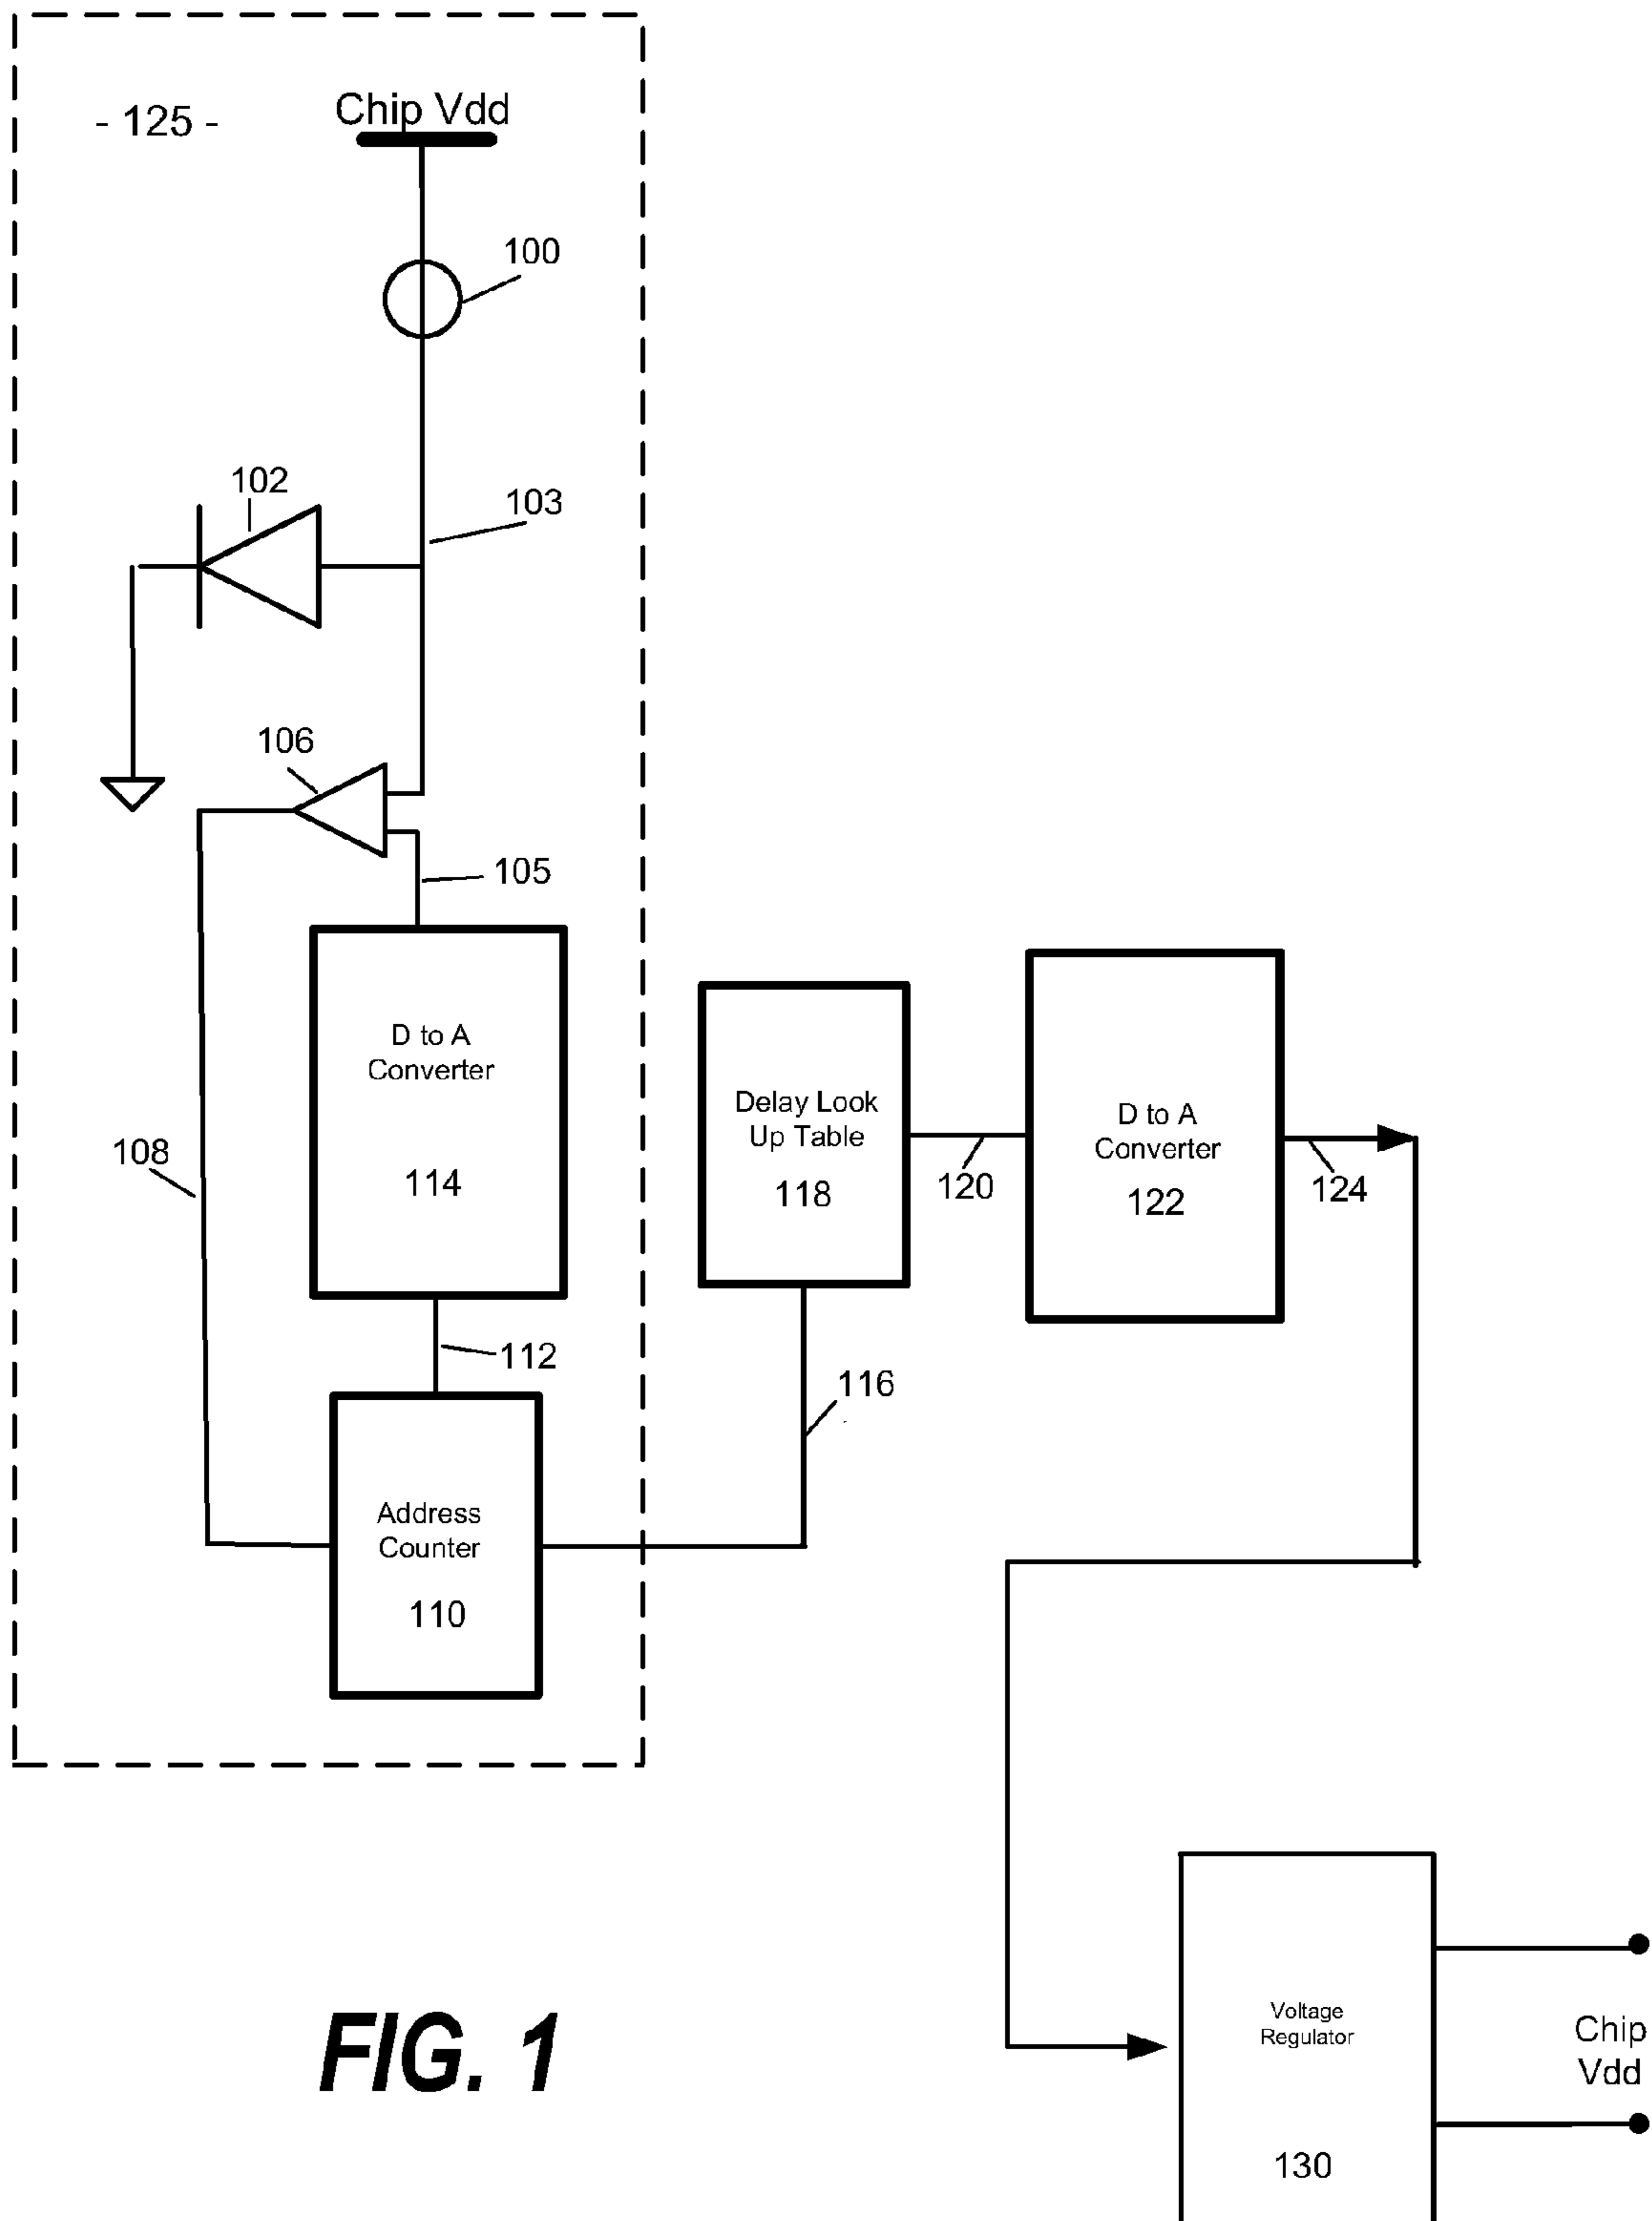 - 125 -
Chip Vdd
100
102
103
106
105
D to A
Converter
114
108
112
Address
Counter
110
Delay Look
Up Table
118
120
D to A
Converter
122
124
116
Voltage
Regulator
130
Chip
Vdd
FIG. 1